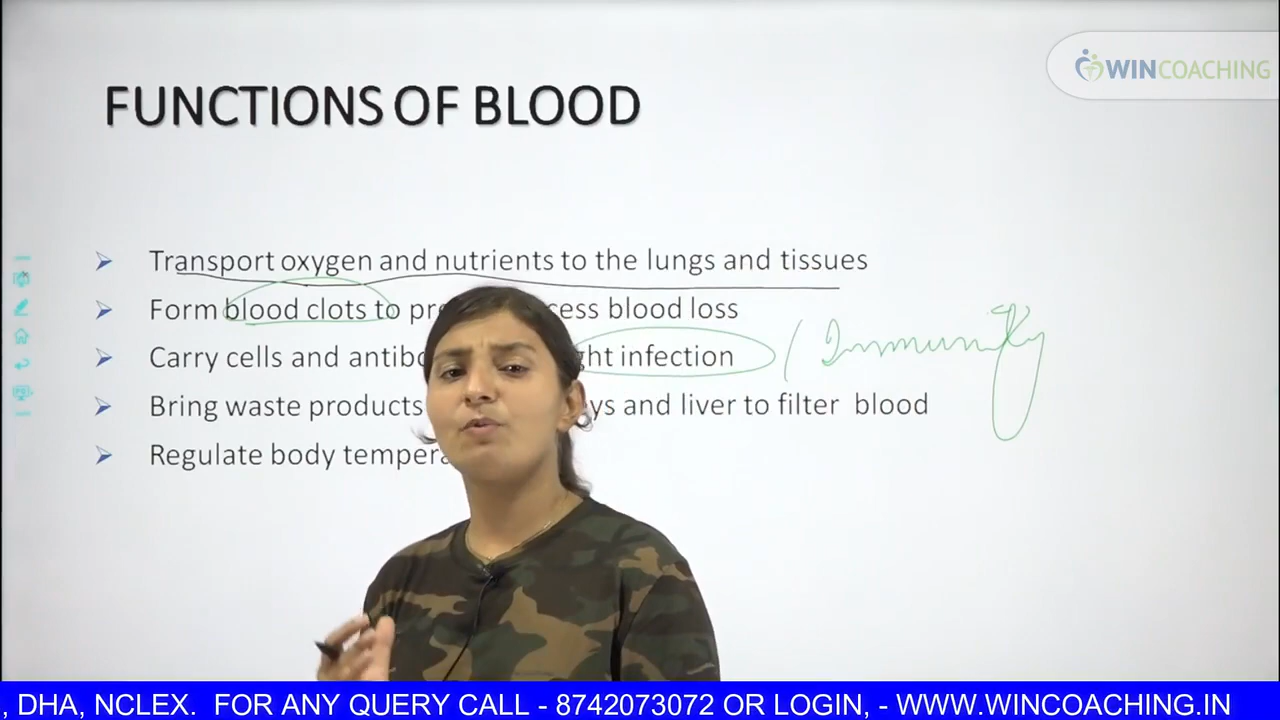 WINCOACHING
FUNCTIONS OF BLOOD
Transport oxygen and nutrients to the lungs and tissues
Form blood clots to cess blood loss
Carry cells and antibo ght infection / Immunity
Bring waste products ys and liver to filter blood
Regulate body tempera
, DHA, NCLEX. FOR ANY QUERY CALL - 8742073072 OR LOGIN, - WWW.WINCOACHING.IN